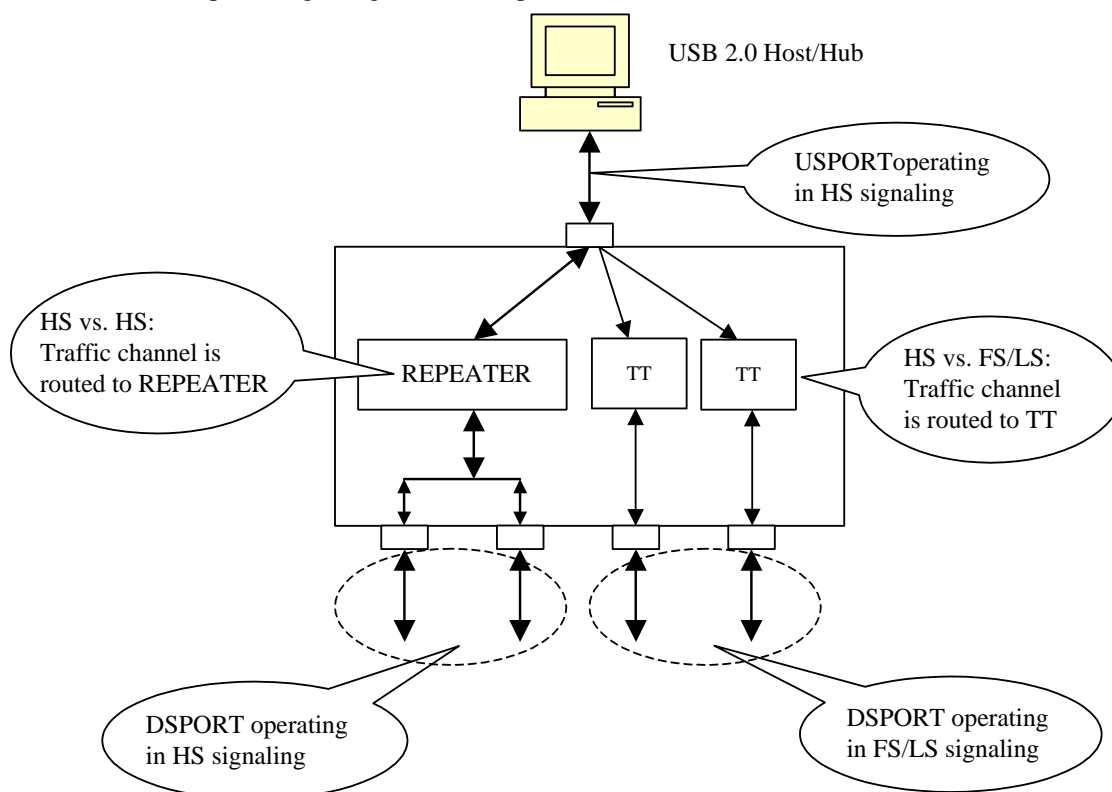 USB 2.0 Host/Hub
USPORToperating
in HS signaling
HS vs. HS:
Traffic channel is
routed to REPEATER
REPEATER
TT
TT
HS vs. FS/LS:
Traffic channel
is routed to TT
DSPORT operating
in HS signaling
DSPORT operating
in FS/LS signaling